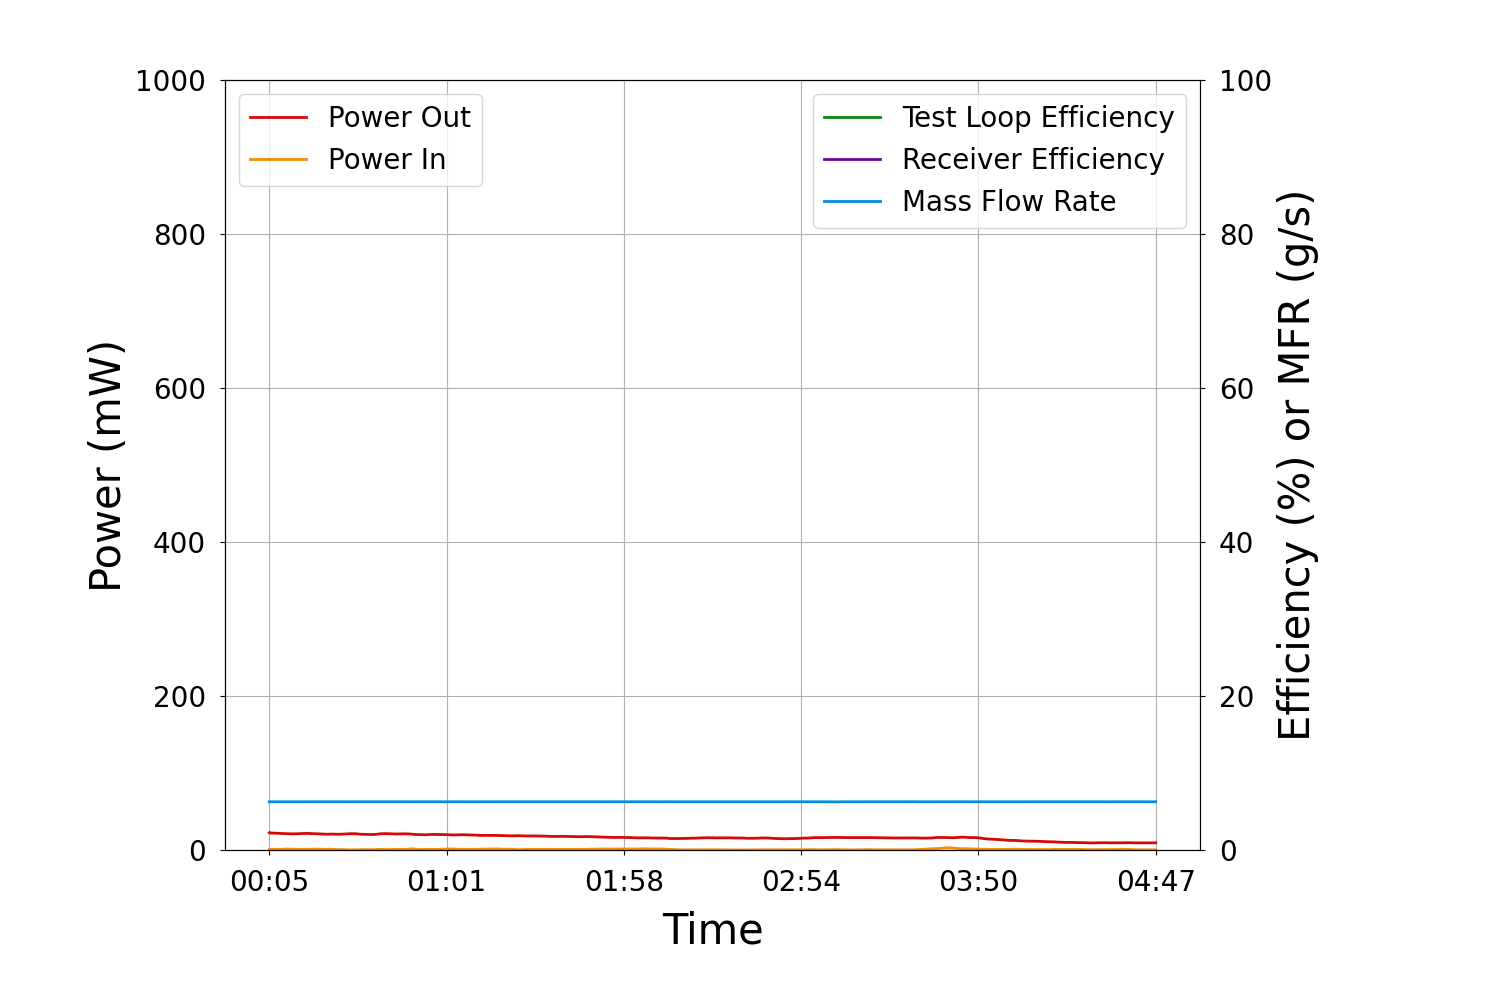 1000
800
600
400
200
0
Power (mW)
Power Out
Power In
Test Loop Efficiency
Receiver Efficiency
Mass Flow Rate
100
80
60
40
20
0
Efficiency (%) or MFR (g/s)
00:05 01:01 01:58 02:54 03:50 04:47
Time